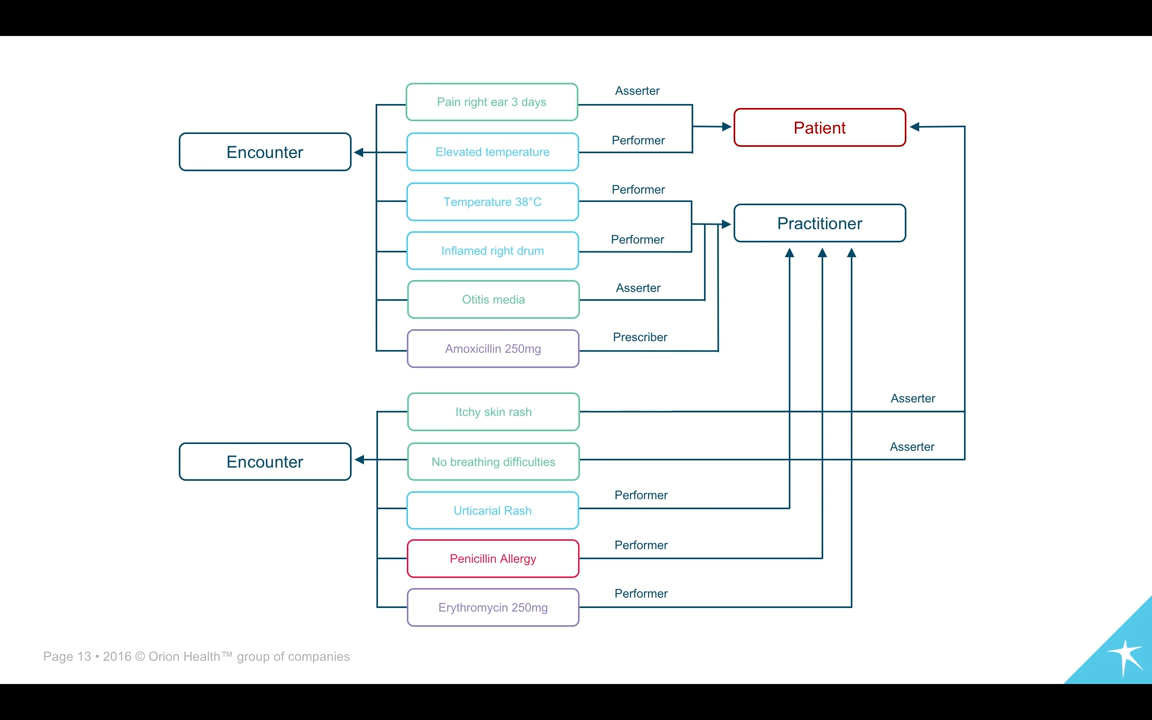 Pain right ear 3 days
Asserter
Patient
Encounter
Elevated temperature
Performer
Temperature 38°C
Performer
Practitioner
Inflamed right drum
Performer
Otitis media
Asserter
Amoxicillin 250mg
Prescriber
Itchy skin rash
Asserter
Encounter
No breathing difficulties
Asserter
Urticarial Rash
Performer
Penicillin Allergy
Performer
Erythromycin 250mg
Performer
Page 13 • 2016 © Orion Health™ group of companies